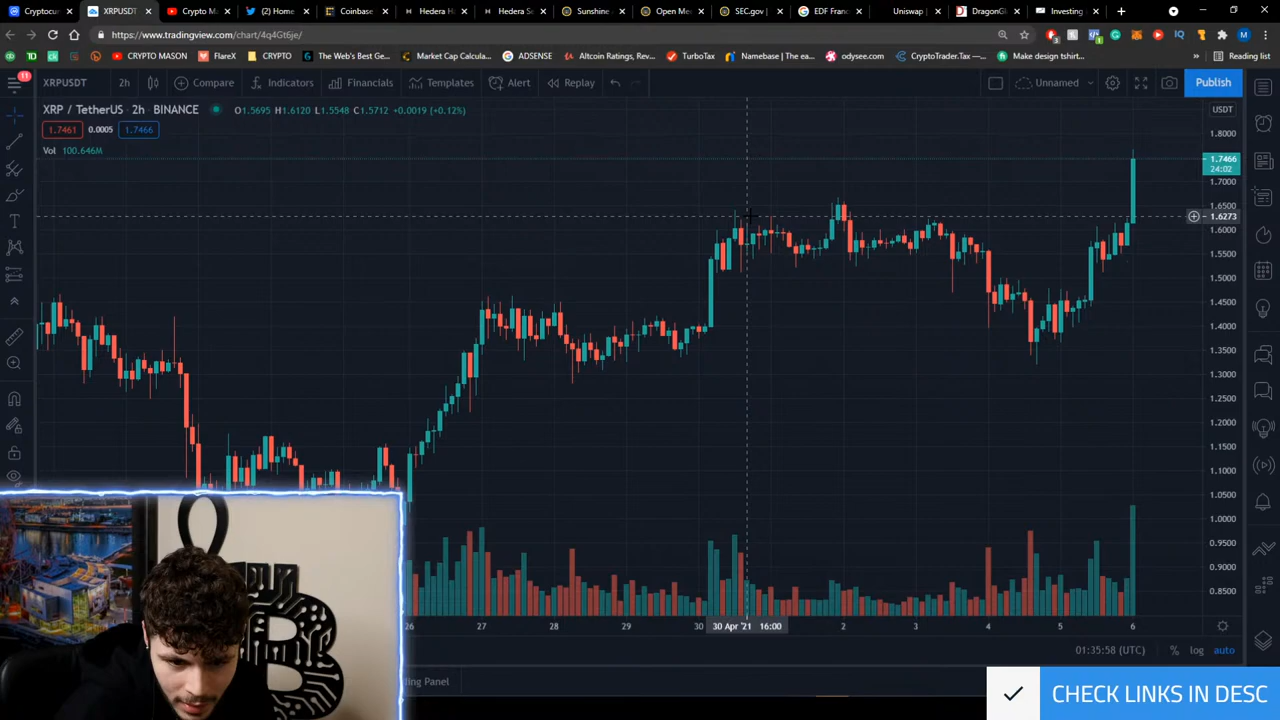 Cryptocur
XRPUSDT
Crypto M
(2) Home
Coinbase
Hedera H
Hedera Se
Sunshine
Open Mee
SEC.gov |
EDF Fran
Uniswap |
DragonGl
Investing
https://www.tradingview.com/chart/4q4Gt6je/
CRYPTO MASON
FlareX
CRYPTO
The Web's Best Ge...
Market Cap Calcul...
ADSENSE
Altcoin Ratings, Rev...
TurboTax
Namebase | The ea...
odysee.com
CryptoTader.Tax...
Make design tshirt...
»
Reading list
11
XRPUSDT
2h
Compare
Indicators
Financials
Templates
Alert
Replay
Unnamed
Publish
XRP / TetherUS · 2h · BINANCE
O1.5695 H1.6120 L1.5548 C1.5712 +0.0019 (+0.12%)
USDT
1.7461
0.0005
1.7466
Vol 100.646M
1.8000
1.7466
24:02
1.7000
1.6500
1.6273
1.6000
1.5500
1.5000
1.4500
1.4000
1.3500
1.3000
1.2500
1.2000
1.1500
1.1000
1.0500
1.0000
0.9500
0.9000
0.8500
26
27
28
29
30 Apr '21 16:00
2
3
4
5
6
01:35:58 (UTC)
%
log
auto
ling Panel
CHECK LINKS IN DESC